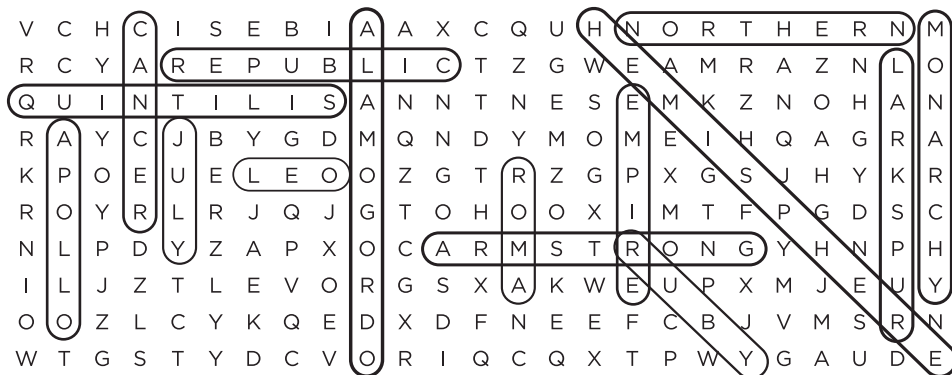 V C H C I S E B I A A X C Q U H N O R T H E R N M
R C Y A R E P U B L I C T Z G W E A M R A Z N L O
Q U I N T I L I S A N N T N E S E M K Z N O H A N
R A Y C J B Y G D M Q N D Y M O M E I H Q A G R A
K P O E U E L E O O Z G T R Z G P X G S J H Y K R
R O Y R L R J Q J G T O H O O X I M T F P G D S C
N L P D Y Z A P X O C A R M S T R O N G Y H N P H
I L J Z T L E V O R G S X A K W E U P X M J E U Y
O O Z L C Y K Q E D X D F N E E F C B J V M S R N
W T G S T Y D C V O R I Q C Q X T P W Y G A U D E